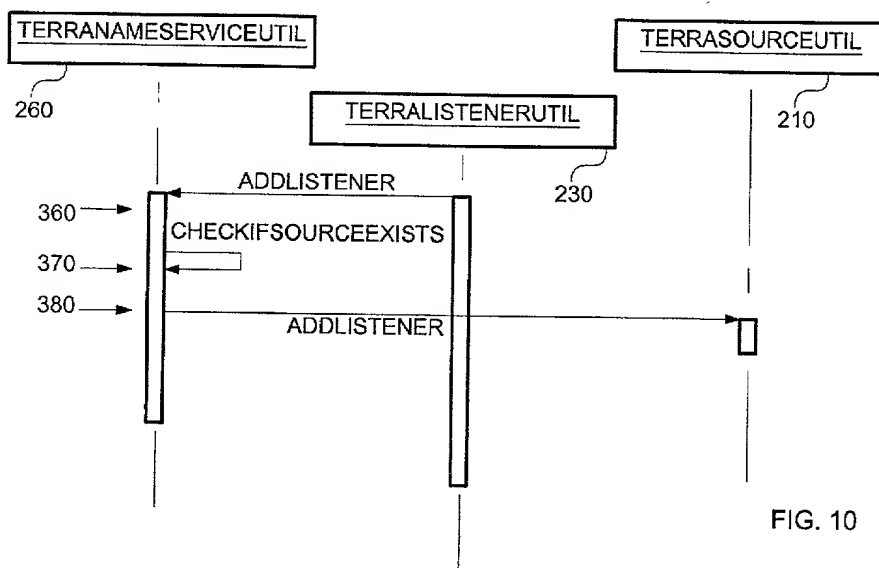 TERRANAMESERVICEUTIL
TERRASOURCEUTIL
260
210
TERRALISTENERUTIL
230
ADDLISTENER
360
CHECKIFSOURCEEXISTS
370
380
ADDLISTENER
FIG. 10